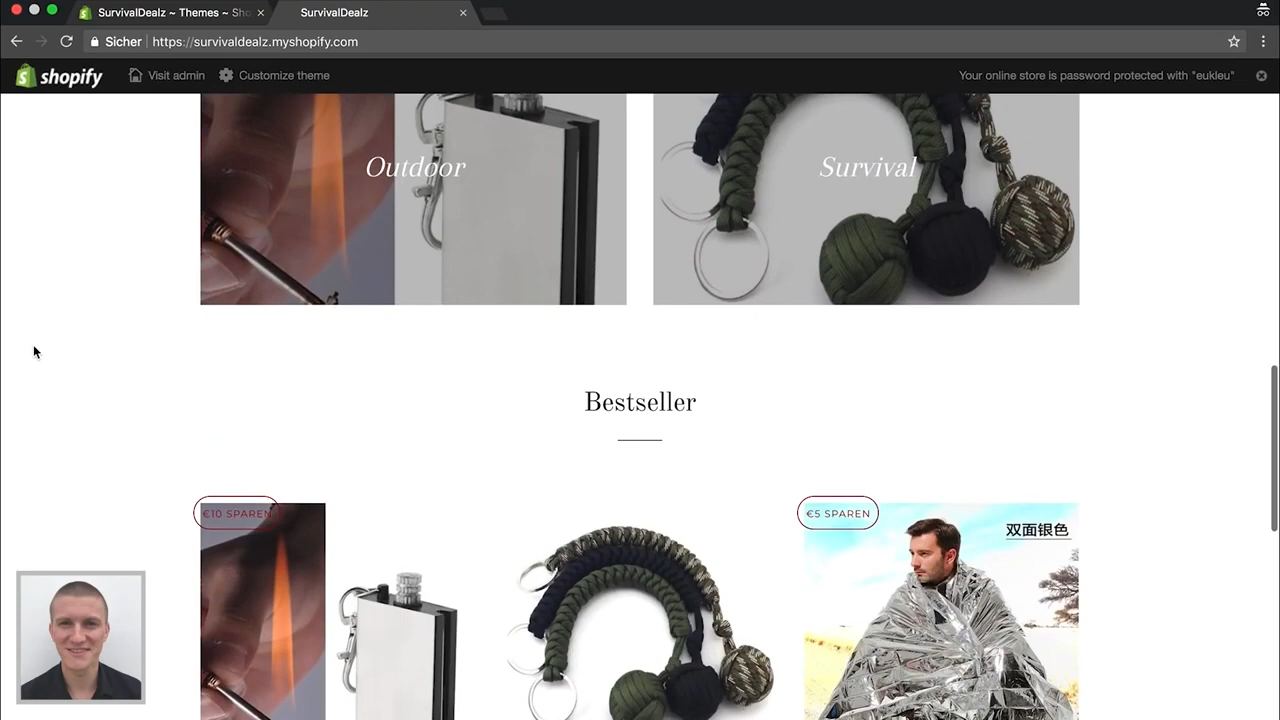 SurvivalDealz ~ Themes ~ Sho
SurvivalDealz
Sicher
https://survivaldealz.myshopify.com
shopify
Visit admin
Customize theme
Your online store is password protected with "eukleu"
Outdoor
Survival
Bestseller
€10 SPAREN
€5 SPAREN
双面银色